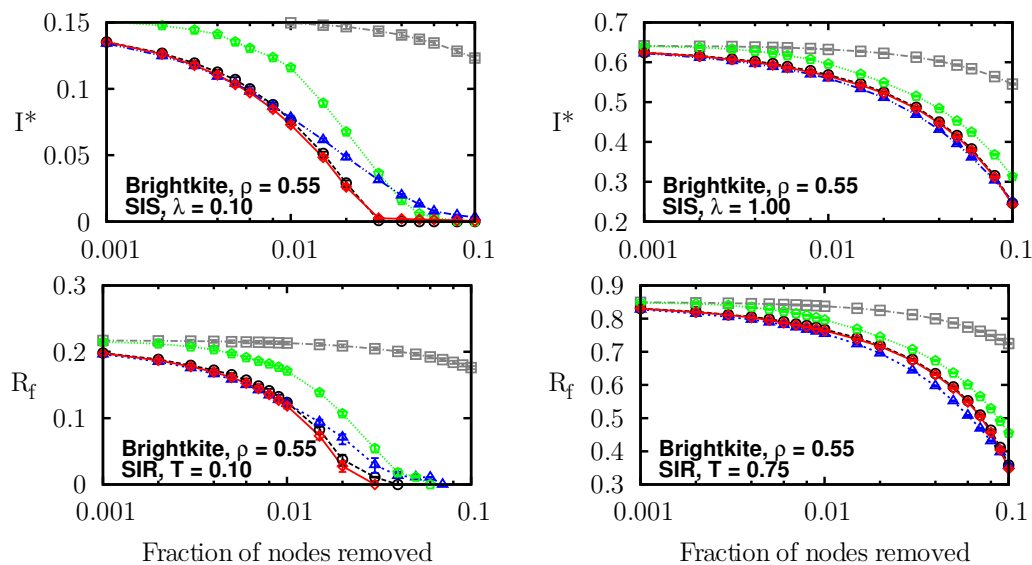 0.15
0.1
0.05
0
I*
Brightkite, ρ = 0.55
SIS, λ = 0.10
0.001
0.01
0.1
0.8
0.7
0.6
0.5
0.4
0.3
0.2
I*
Brightkite, ρ = 0.55
SIS, λ = 1.00
0.001
0.01
0.1
0.3
0.2
0.1
0
R_f
Brightkite, ρ = 0.55
SIR, T = 0.10
0.001
0.01
0.1
Fraction of nodes removed
0.9
0.8
0.7
0.6
0.5
0.4
0.3
R_f
Brightkite, ρ = 0.55
SIR, T = 0.75
0.001
0.01
0.1
Fraction of nodes removed